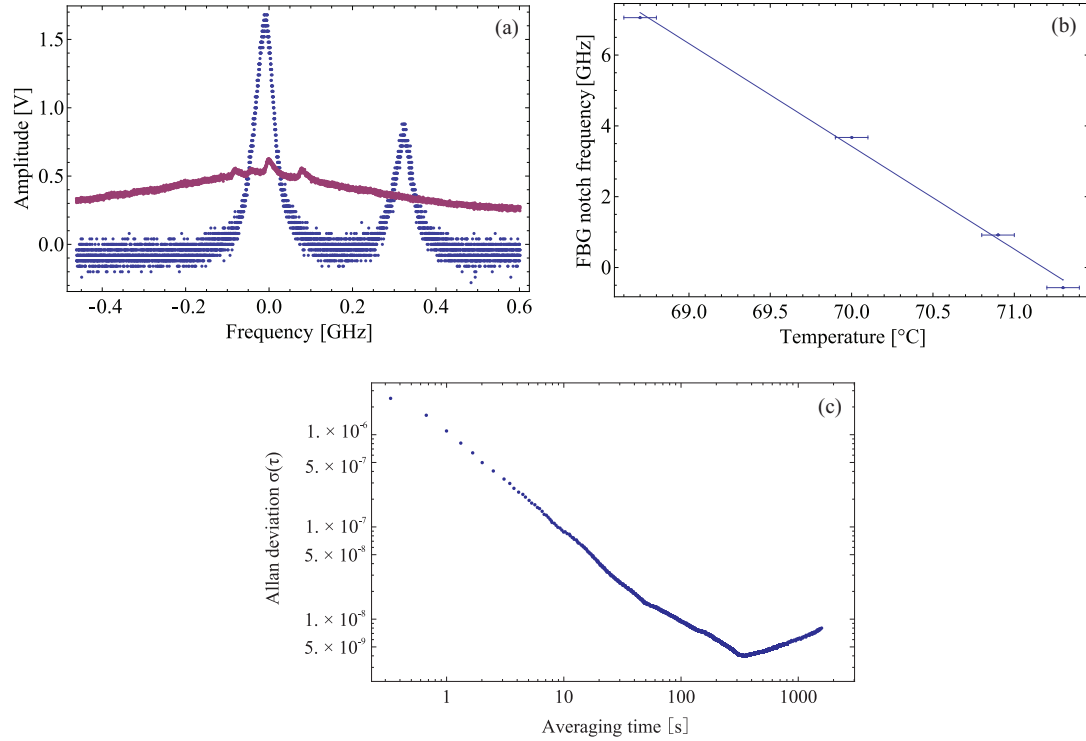 (a)
1.5
1.0
0.5
0.0
Amplitude [V]
-0.4 -0.2 0.0 0.2 0.4 0.6
Frequency [GHz]
(b)
6
4
2
0
FBG notch frequency [GHz]
69.0 69.5 70.0 70.5 71.0
Temperature [°C]
(c)
1. × 10⁻⁶
5. × 10⁻⁷
1. × 10⁻⁷
5. × 10⁻⁸
1. × 10⁻⁸
5. × 10⁻⁹
Allan deviation σ(τ)
1 10 100 1000
Averaging time [s]